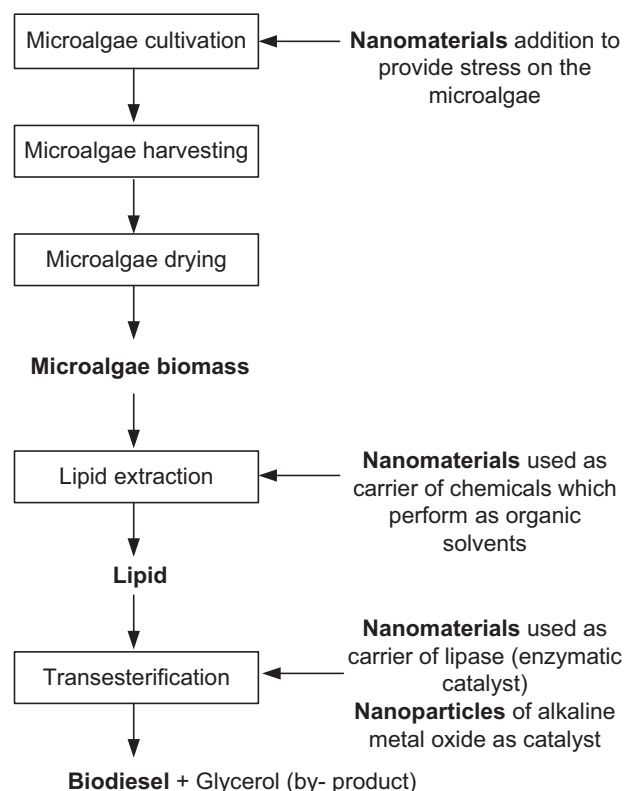 Microalgae cultivation
Nanomaterials addition to
provide stress on the
microalgae
Microalgae harvesting
Microalgae drying
Microalgae biomass
Lipid extraction
Nanomaterials used as
carrier of chemicals which
perform as organic
solvents
Lipid
Transesterification
Nanomaterials used as
carrier of lipase (enzymatic
catalyst)
Nanoparticles of alkaline
metal oxide as catalyst
Biodiesel + Glycerol (by- product)